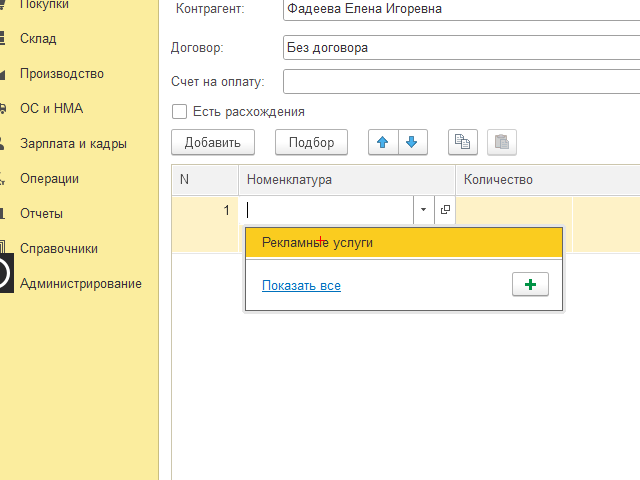 Покупки
Склад
Производство
ОС и НМА
Зарплата и кадры
Операции
Отчеты
Справочники
Администрирование
Контрагент: Фадеева Елена Игоревна
Договор: Без договора
Счет на оплату:
Есть расхождения
Добавить Подбор
N Номенклатура Количество
1
Рекламные услуги
Показать все